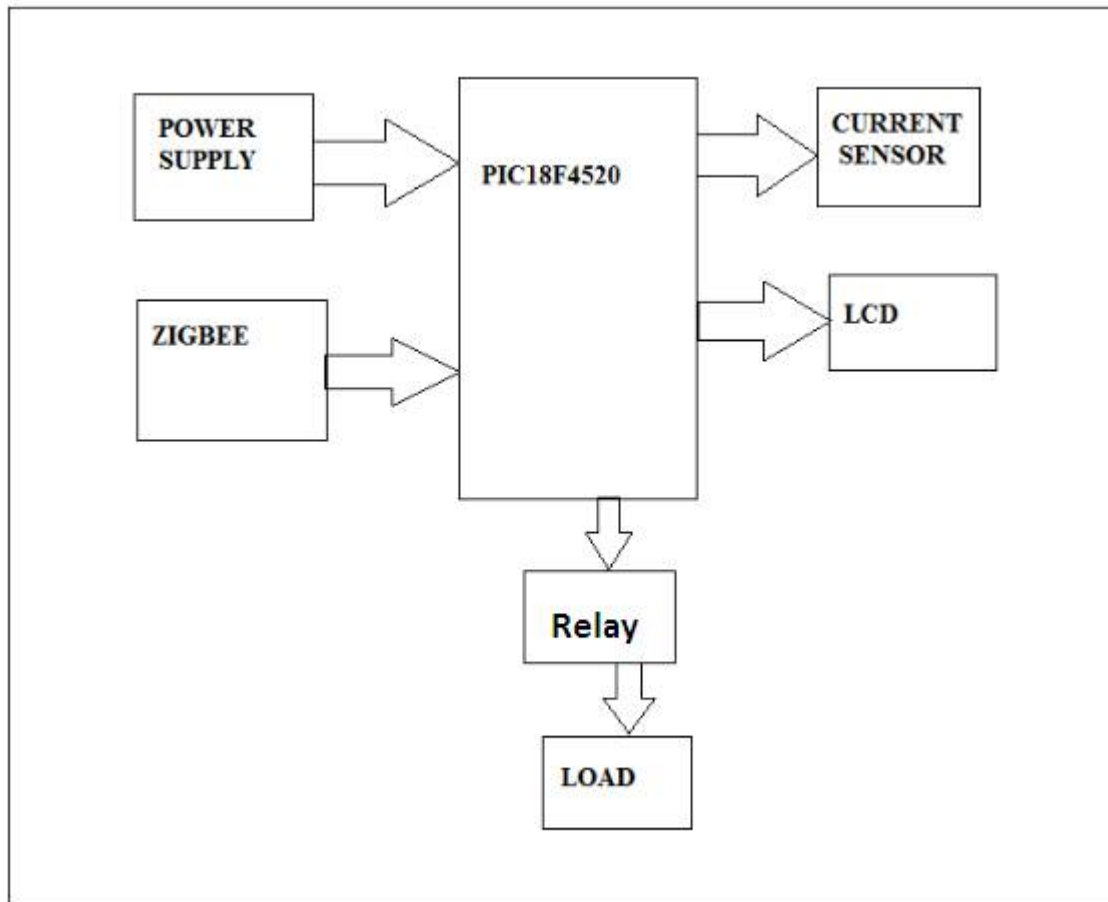 POWER
SUPPLY
PIC18F4520
CURRENT
SENSOR
ZIGBEE
LCD
Relay
LOAD